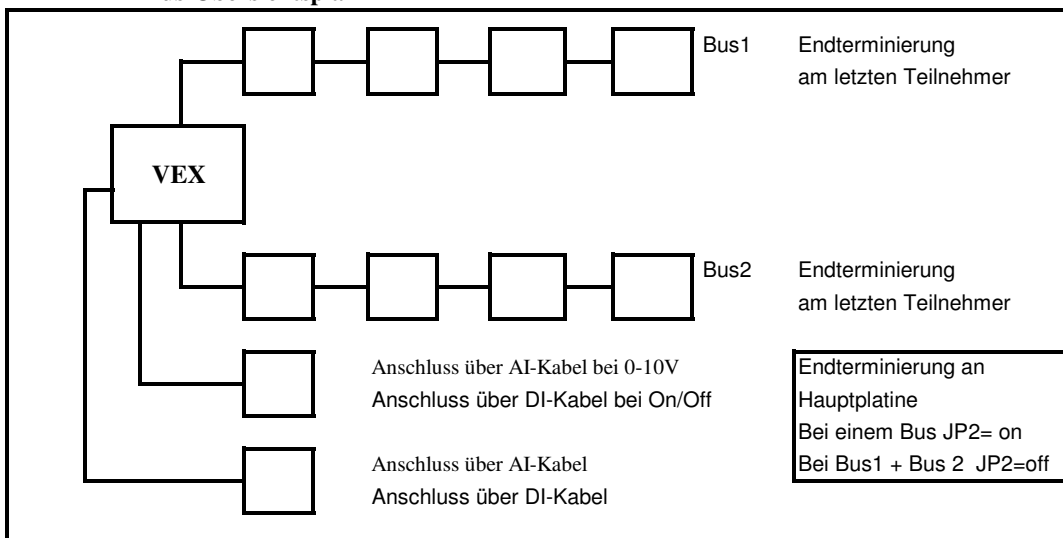 Bus1 Endterminierung
am letzten Teilnehmer
VEX
Bus2 Endterminierung
am letzten Teilnehmer
Anschluss über AI-Kabel bei 0-10V
Anschluss über DI-Kabel bei On/Off
Endterminierung an
Hauptplatine
Bei einem Bus JP2= on
Bei Bus1 + Bus 2 JP2=off
Anschluss über AI-Kabel
Anschluss über DI-Kabel